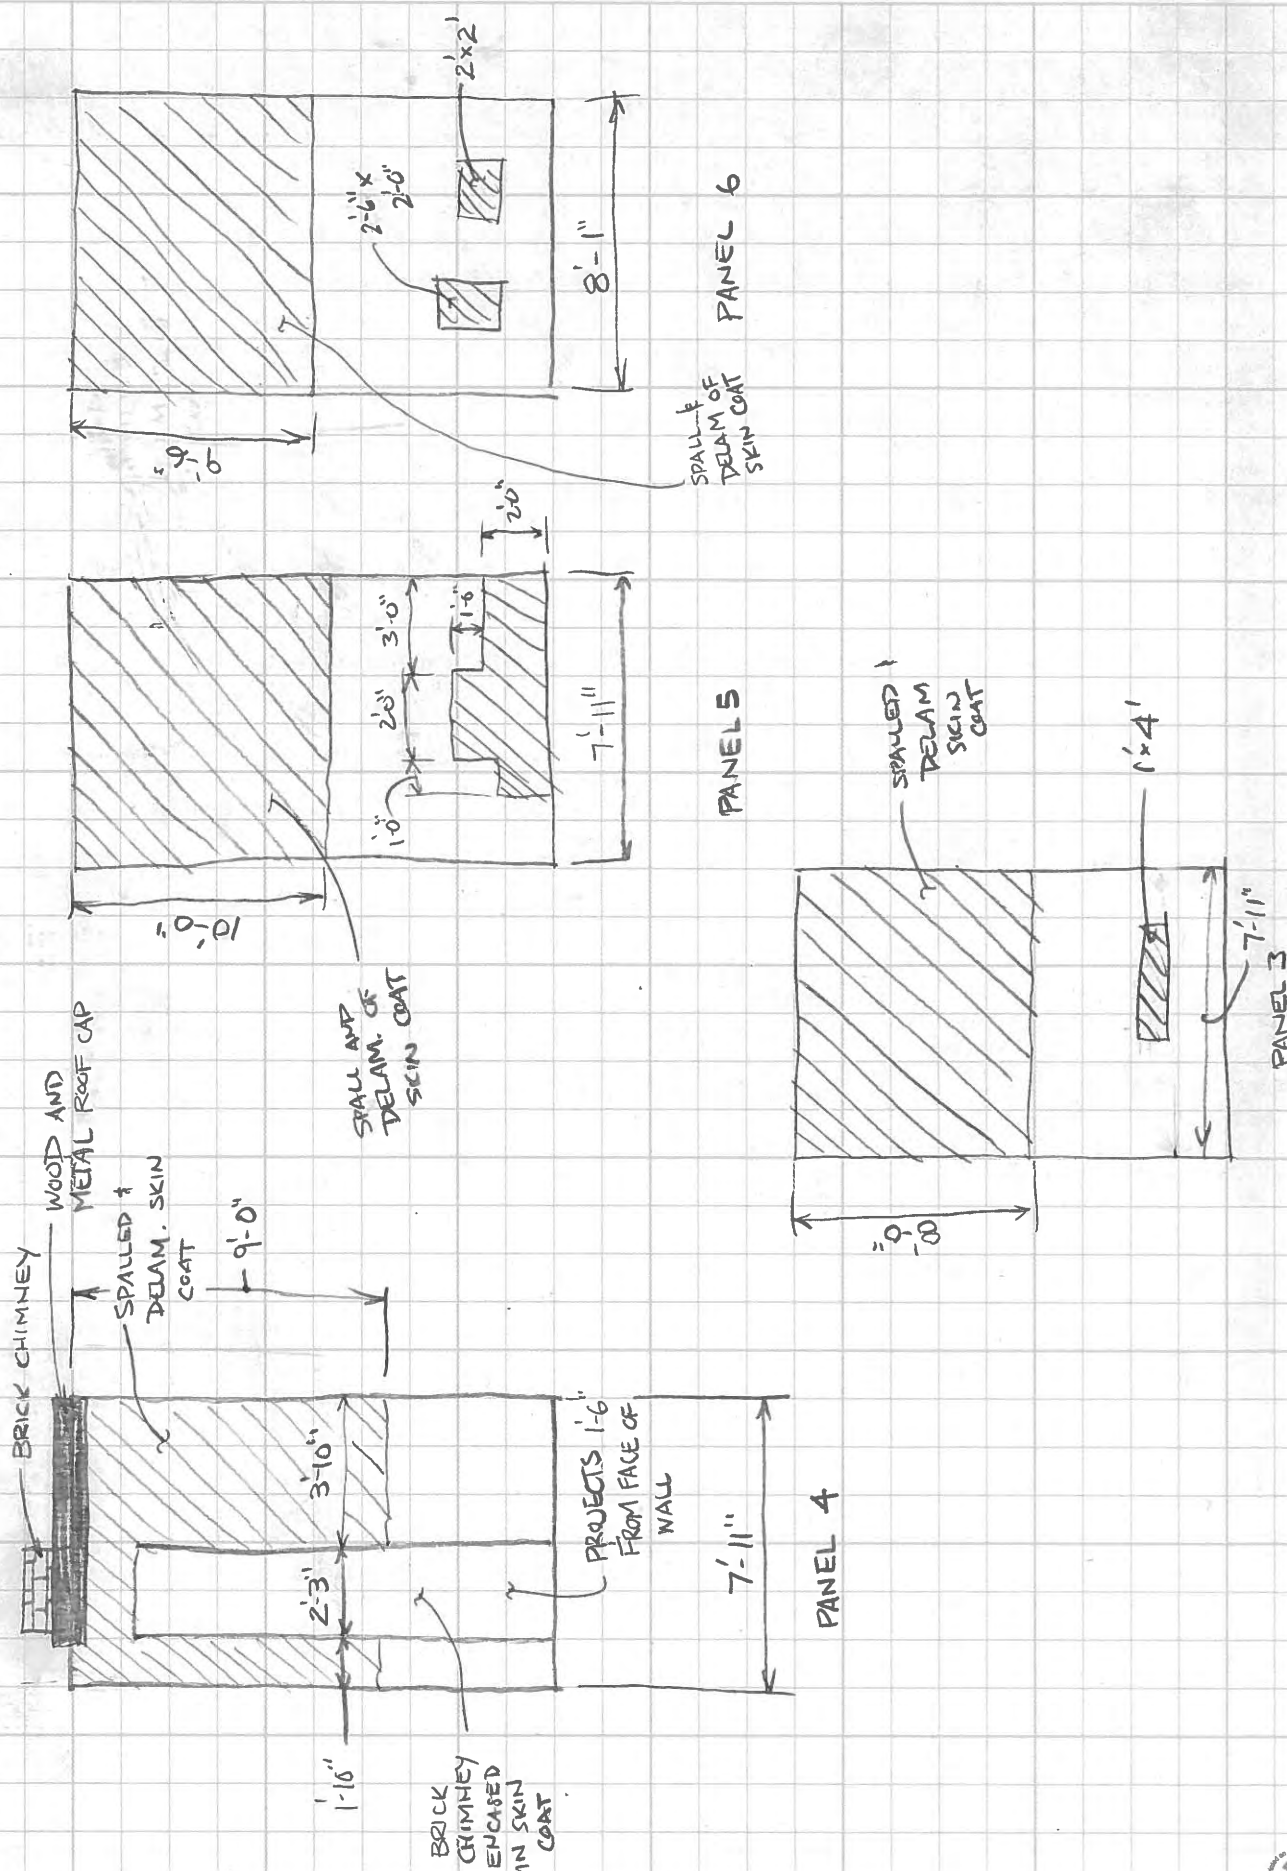 BRICK CHIMNEY
WOOD AND
METAL ROOF CAP
SPALLED &
DELAM. SKIN
COAT
9'-0"
3'-10"
2'-3"
1'-10"
BRICK
CHIMNEY
ENCASED
IN SKIN
COAT
PROJECTS 1'-6"
FROM FACE OF
WALL
7'-11"
PANEL 4
10'-0"
SPALL AND
DELAM. OF
SKIN COAT
1'-0"
2'-0"
3'-0"
1'-6"
2'-0"
7'-11"
PANEL 5
9'-6"
2'-6" x
2'-0"
2'x2'
8'-1"
SPALL &
DELAM OF
SKIN COAT
PANEL 6
8'-0"
SPALLED &
DELAM
SKIN
COAT
1'x4'
7'-11"
PANEL 3